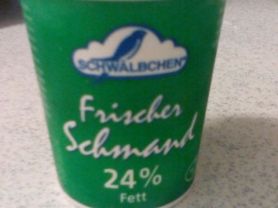 SCHWÄLBCHEN
Frischer
Schmand
24%
Fett